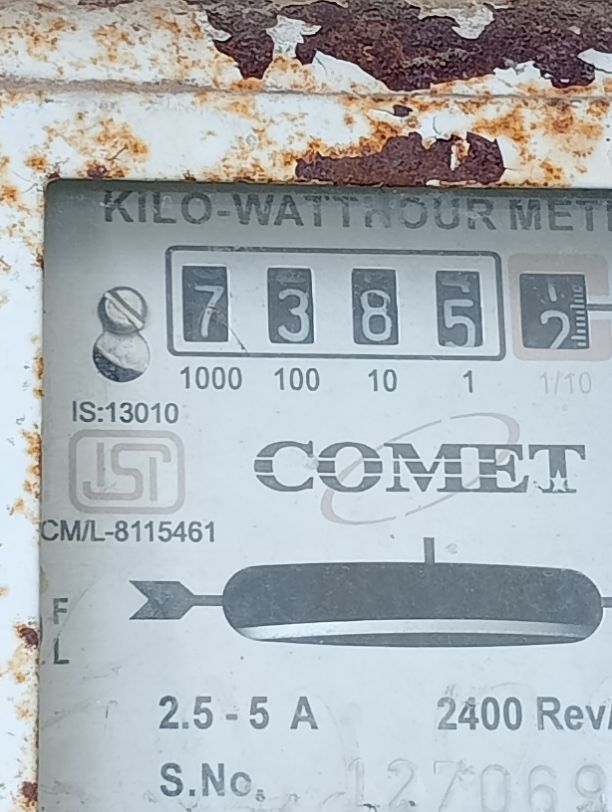 KILO-WATTHOUR METE
7 3 8 5 2
1000 100 10 1 1/10
IS:13010
ISI
CM/L-8115461
COMET
F
L
2.5 - 5 A 2400 Rev/
S.No. 127069